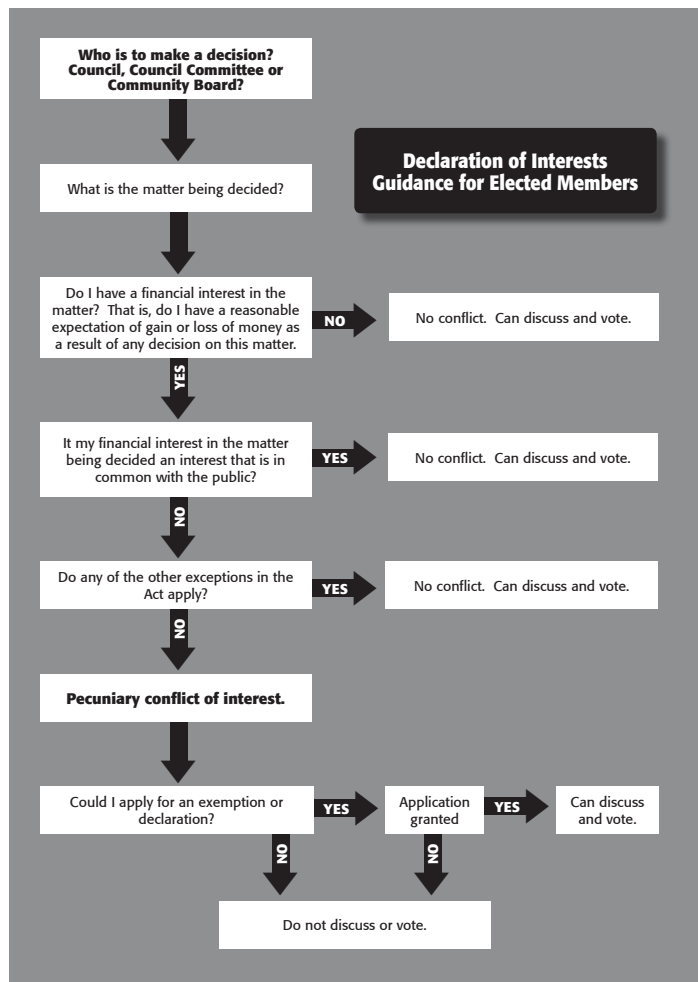 Who is to make a decision?
Council, Council Committee or
Community Board?
Declaration of Interests
Guidance for Elected Members
What is the matter being decided?
Do I have a financial interest in the
matter? That is, do I have a reasonable
expectation of gain or loss of money as
a result of any decision on this matter.
NO
No conflict. Can discuss and vote.
YES
It my financial interest in the matter
being decided an interest that is in
common with the public?
YES
No conflict. Can discuss and vote.
NO
Do any of the other exceptions in the
Act apply?
YES
No conflict. Can discuss and vote.
NO
Pecuniary conflict of interest.
Could I apply for an exemption or
declaration?
YES
Application
granted
YES
Can discuss
and vote.
NO
NO
Do not discuss or vote.